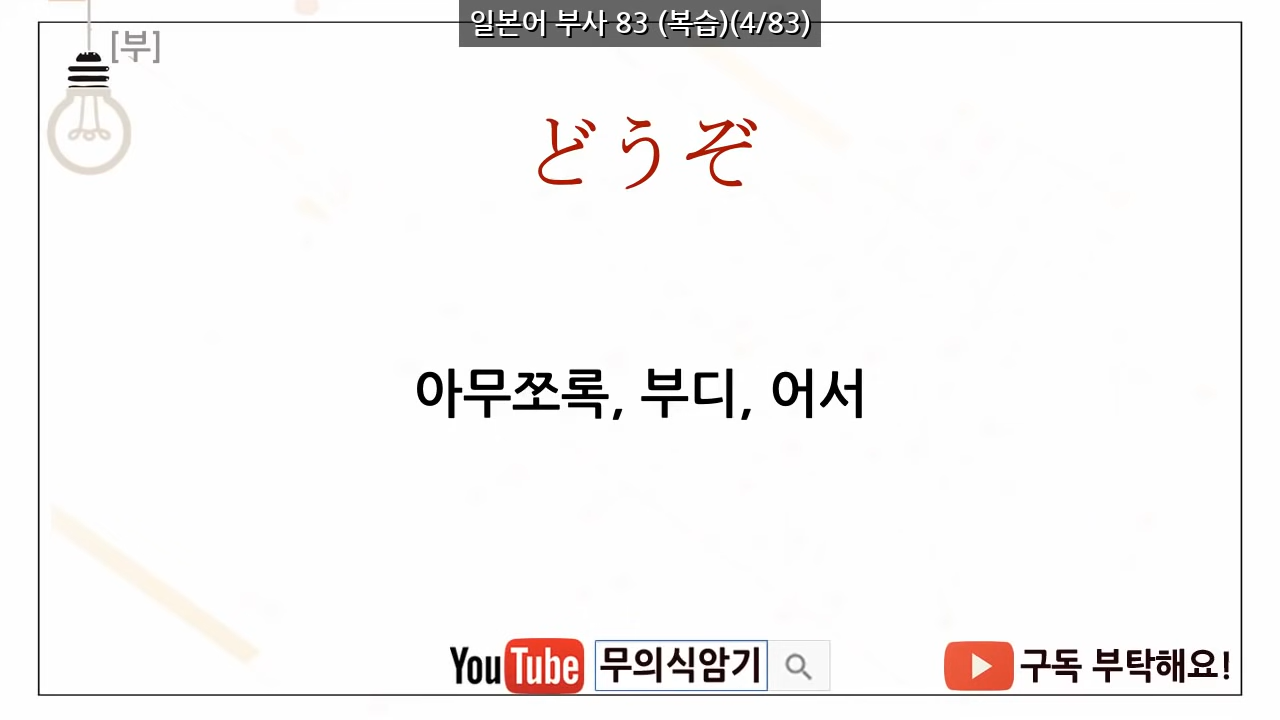 일본어 부사 83 (복습)(4/83)
[부]
どうぞ
아무쪼록, 부디, 어서
YouTube 무의식암기 구독 부탁해요!